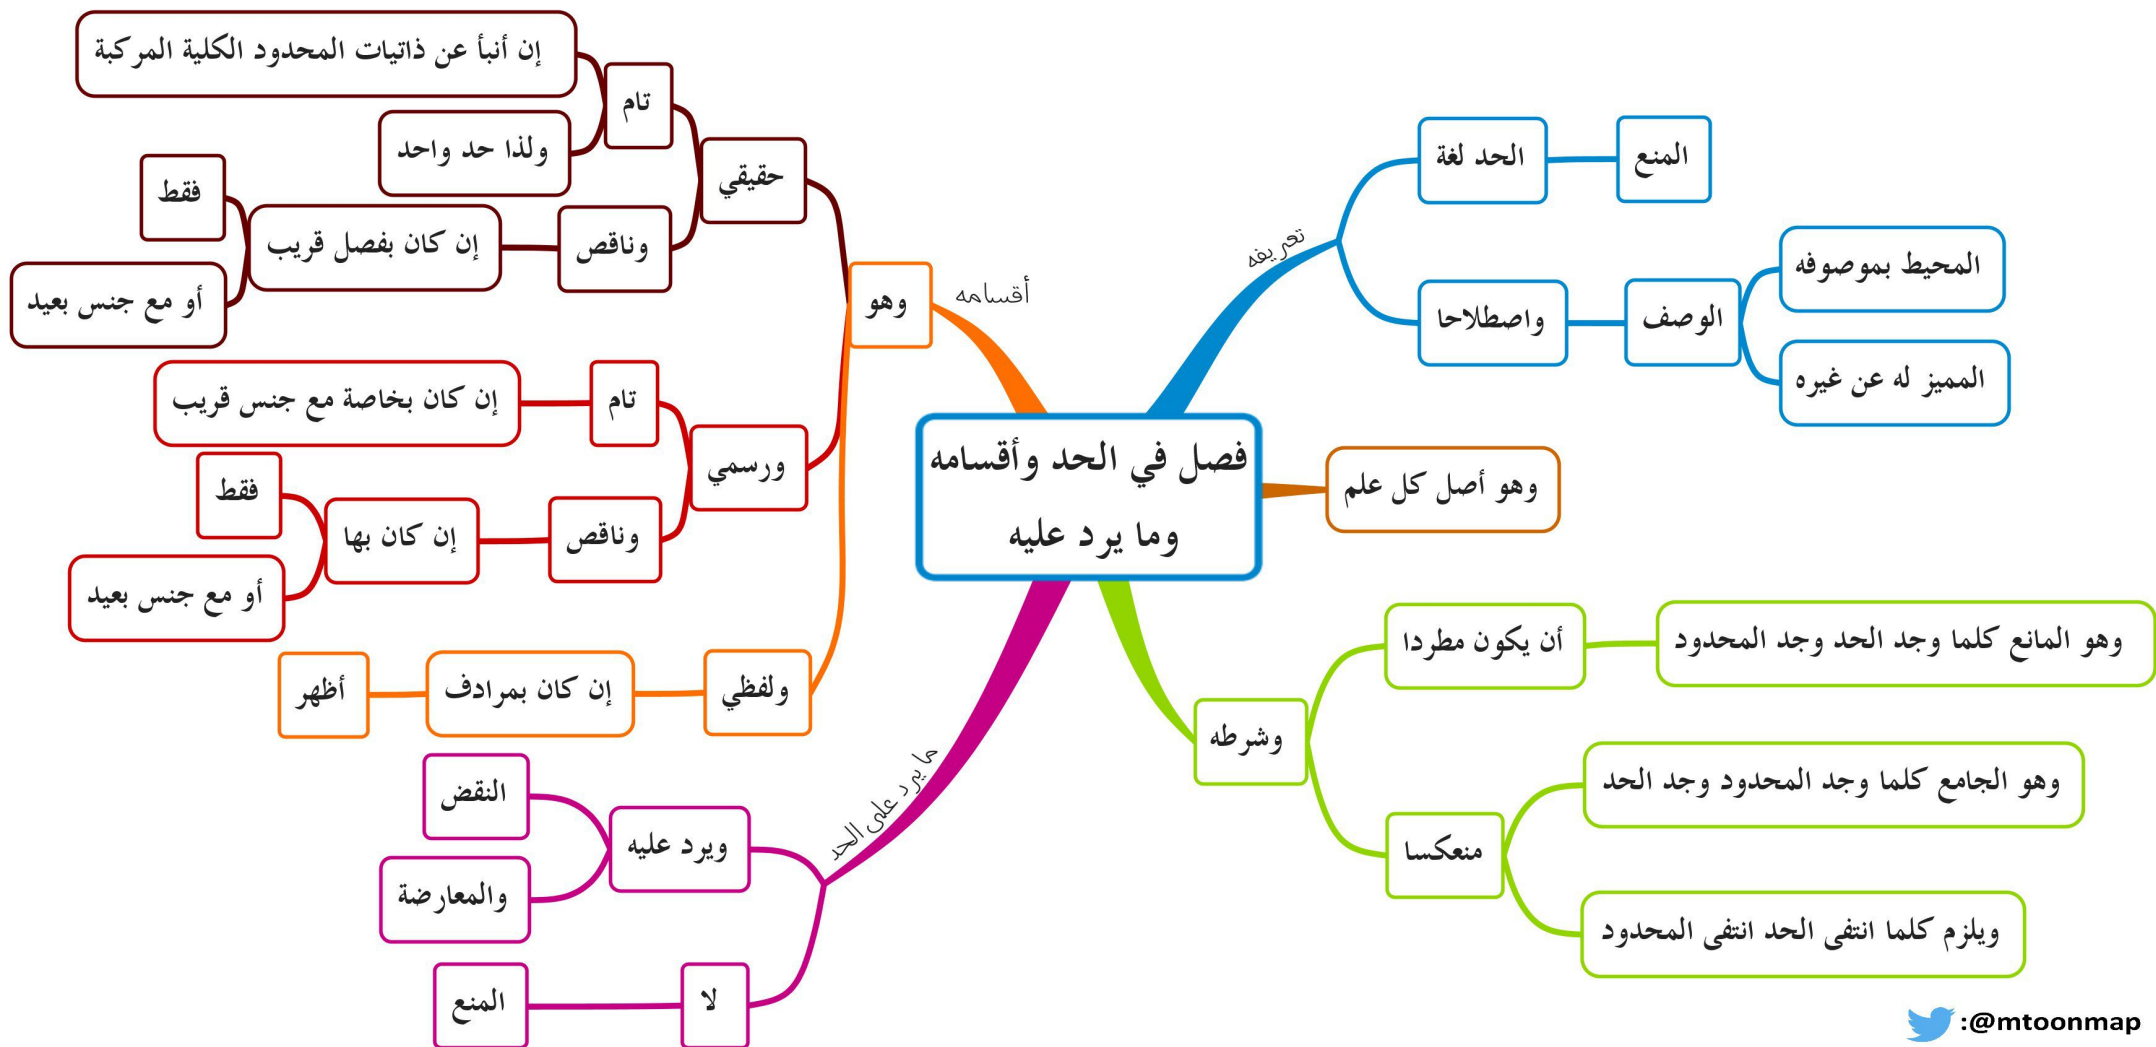 فصل في الحد وأقسامه
وما يرد عليه
تعريفه
الحد لغة
المنع
واصطلاحا
الوصف
المحيط بموصوفه
المميز له عن غيره
وهو أصل كل علم
وشرطه
أن يكون مطردا
وهو المانع كلما وجد الحد وجد المحدود
منعكسا
وهو الجامع كلما وجد المحدود وجد الحد
ويلزم كلما انتفى الحد انتفى المحدود
أقسامه
وهو
حقيقي
تام
إن أنبأ عن ذاتيات المحدود الكلية المركبة
ولذا حد واحد
وناقص
إن كان بفصل قريب
فقط
أو مع جنس بعيد
ورسمي
تام
إن كان بخاصة مع جنس قريب
وناقص
إن كان بها
فقط
أو مع جنس بعيد
ولفظي
إن كان بمرادف
أظهر
ما يرد على الحد
ويرد عليه
النقض
والمعارضة
لا
المنع
:@mtoonmap